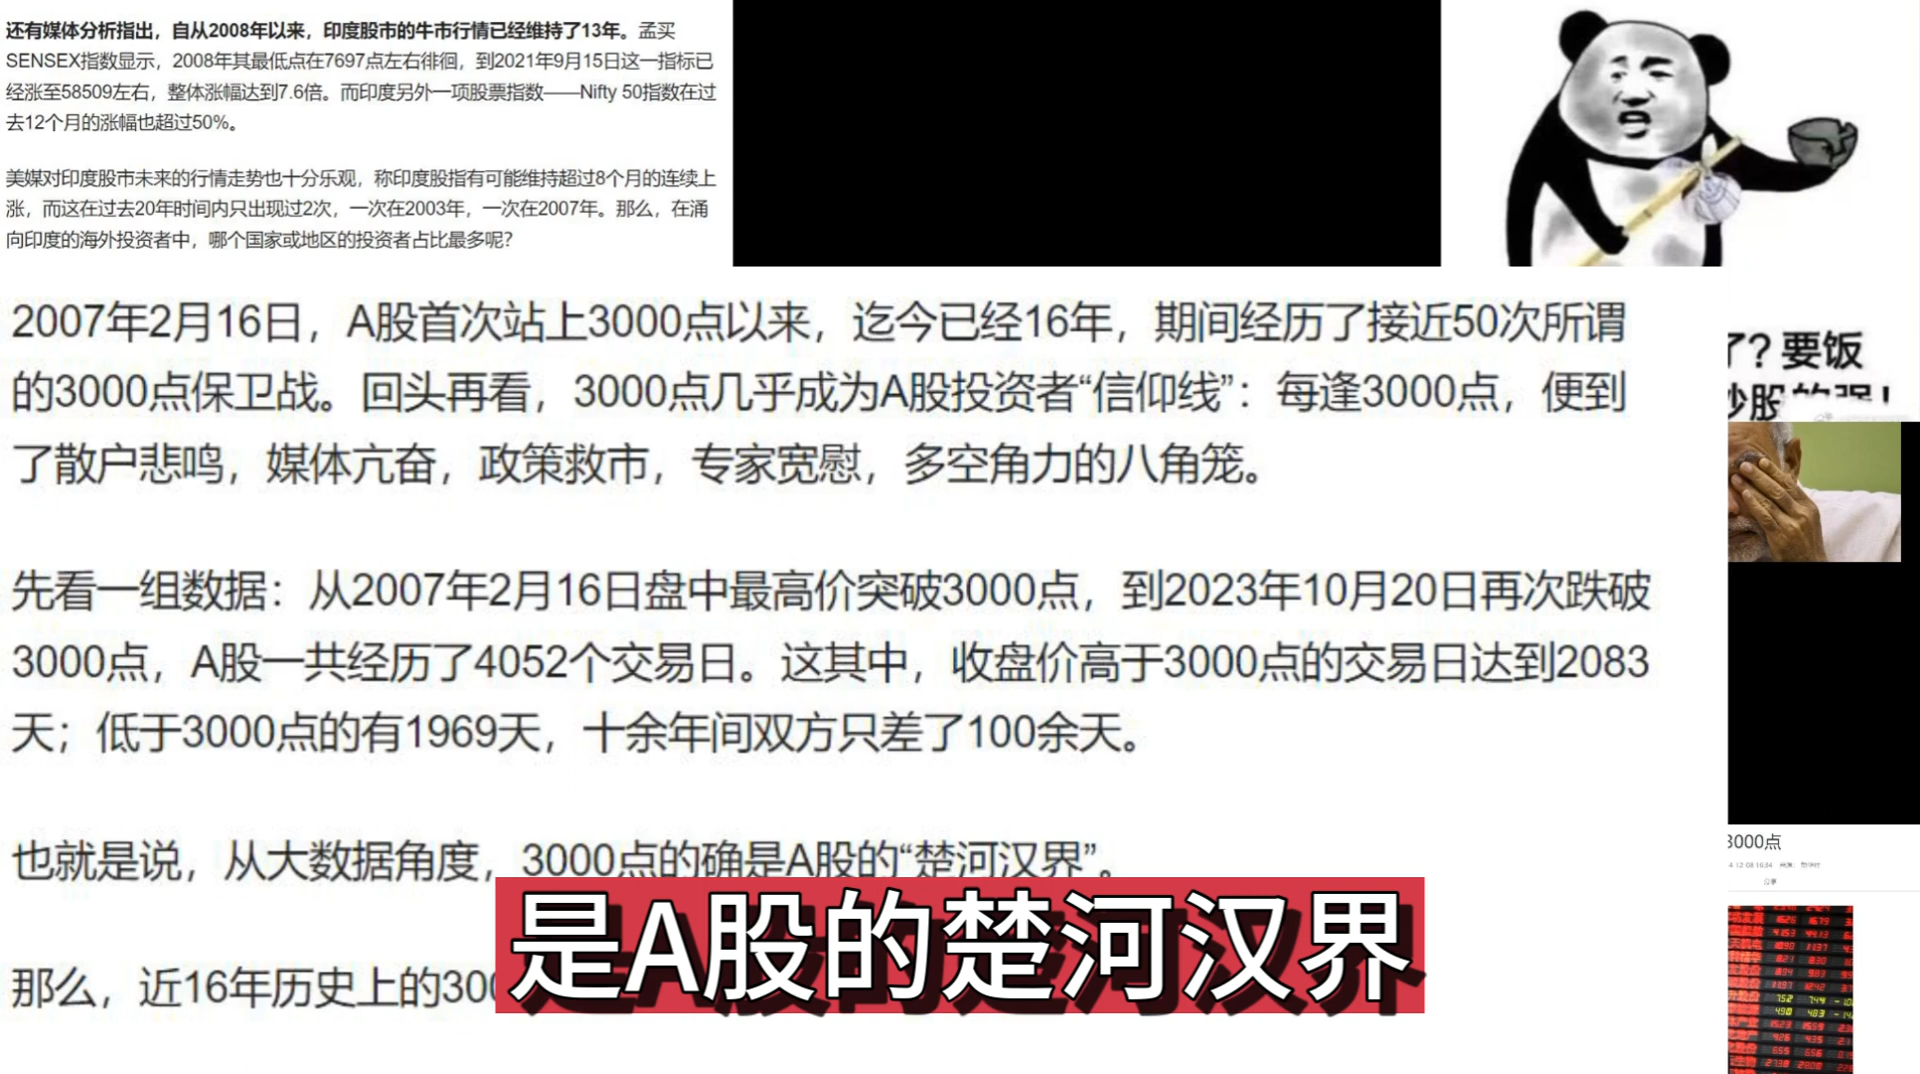 还有媒体分析指出，自从2008年以来，印度股市的牛市行情已经维持了13年。孟买
SENSEX指数显示，2008年其最低点在7697点左右徘徊，到2021年9月15日这一指标已
经涨至58509左右，整体涨幅达到7.6倍。而印度另外一项股票指数——Nifty 50指数在过
去12个月的涨幅也超过50%。
美媒对印度股市未来的行情走势也十分乐观，称印度股指有可能维持超过8个月的连续上
涨，而这在过去20年时间内只出现过2次，一次在2003年，一次在2007年。那么，在涌
向印度的海外投资者中，哪个国家或地区的投资者占比最多呢？
2007年2月16日，A股首次站上3000点以来，迄今已经16年，期间经历了接近50次所谓
的3000点保卫战。回头再看，3000点几乎成为A股投资者“信仰线”：每逢3000点，便到
了散户悲鸣，媒体亢奋，政策救市，专家宽慰，多空角力的八角笼。
先看一组数据：从2007年2月16日盘中最高价突破3000点，到2023年10月20日再次跌破
3000点，A股一共经历了4052个交易日。这其中，收盘价高于3000点的交易日达到2083
天；低于3000点的有1969天，十余年间双方只差了100余天。
也就是说，从大数据角度，3000点的确是A股的“楚河汉界”。
那么，近16年历史上的300
是A股的楚河汉界
了？要饭
炒股的强！
3000点